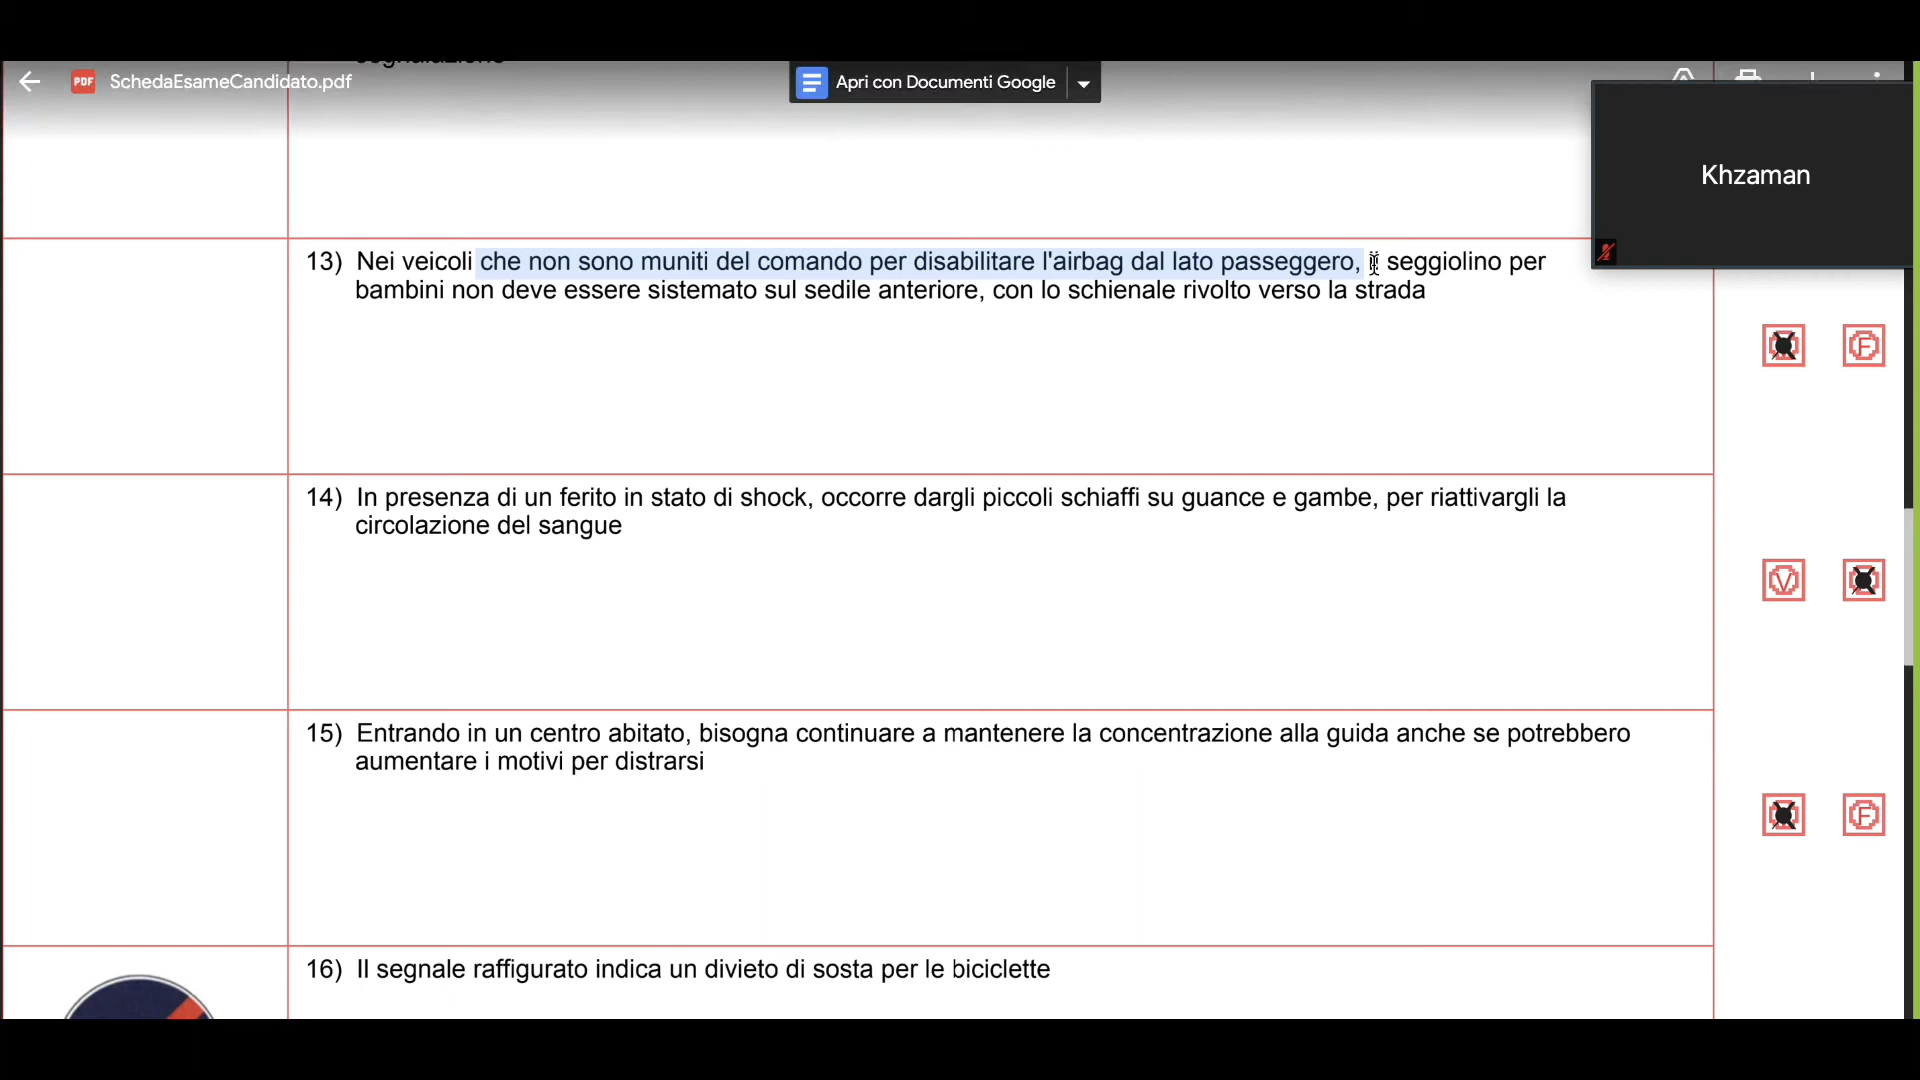 SchedaEsameCandidato.pdf
Apri con Documenti Google
Khzaman
13) Nei veicoli che non sono muniti del comando per disabilitare l'airbag dal lato passeggero, il seggiolino per
bambini non deve essere sistemato sul sedile anteriore, con lo schienale rivolto verso la strada
F
14) In presenza di un ferito in stato di shock, occorre dargli piccoli schiaffi su guance e gambe, per riattivargli la
circolazione del sangue
V
15) Entrando in un centro abitato, bisogna continuare a mantenere la concentrazione alla guida anche se potrebbero
aumentare i motivi per distrarsi
F
16) Il segnale raffigurato indica un divieto di sosta per le biciclette